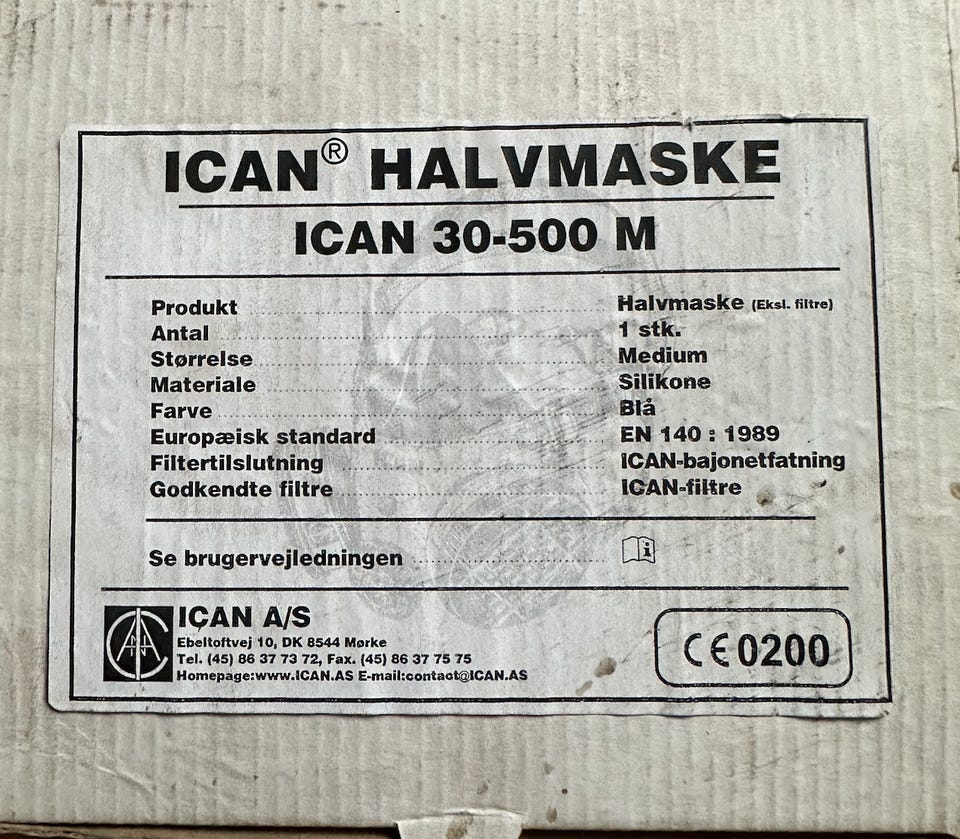 ICAN® HALVMASKE
ICAN 30-500 M
Produkt Halvmaske (Eksl. filtre)
Antal 1 stk.
Størrelse Medium
Materiale Silikone
Farve Blå
Europæisk standard EN 140 : 1989
Filtertilslutning ICAN-bajonetfatning
Godkendte filtre ICAN-filtre
Se brugervejledningen
ICAN A/S
Ebeltoftvej 10, DK 8544 Mørke
Tel. (45) 86 37 73 72, Fax. (45) 86 37 75 75
Homepage:www.ICAN.AS E-mail:contact@ICAN.AS
CE 0200